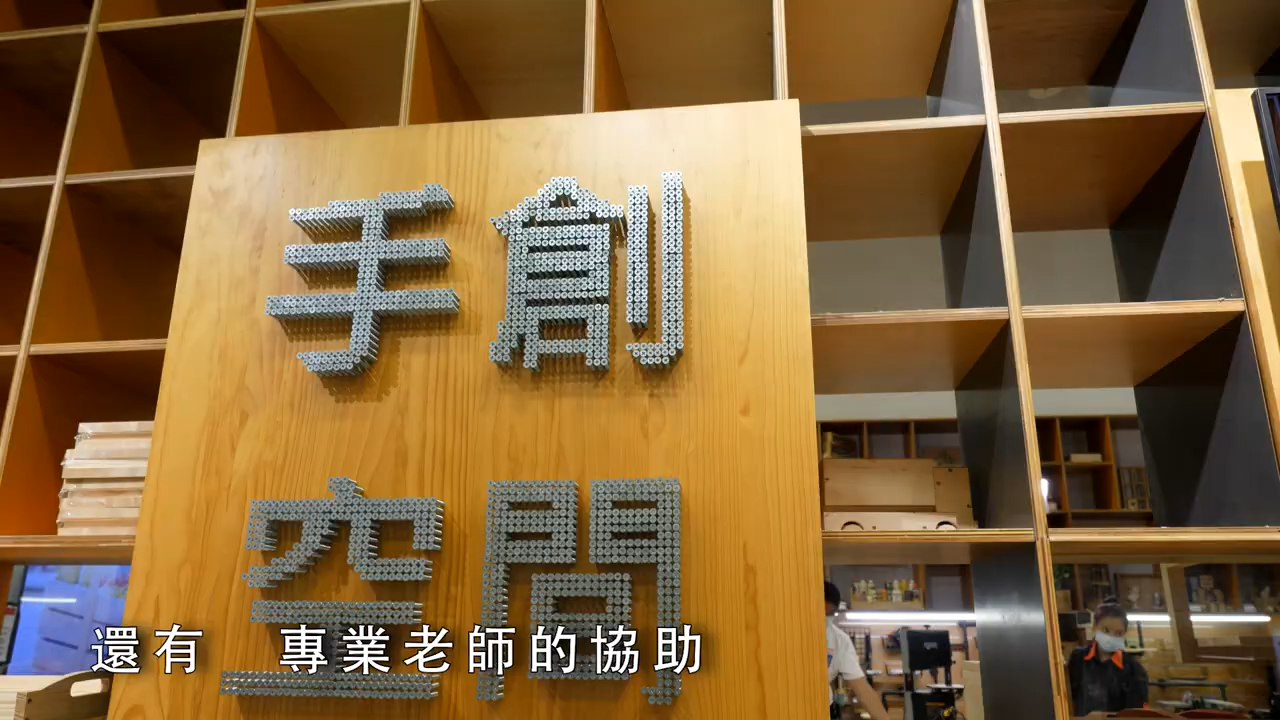 手創
空間
還有 專業老師的協助